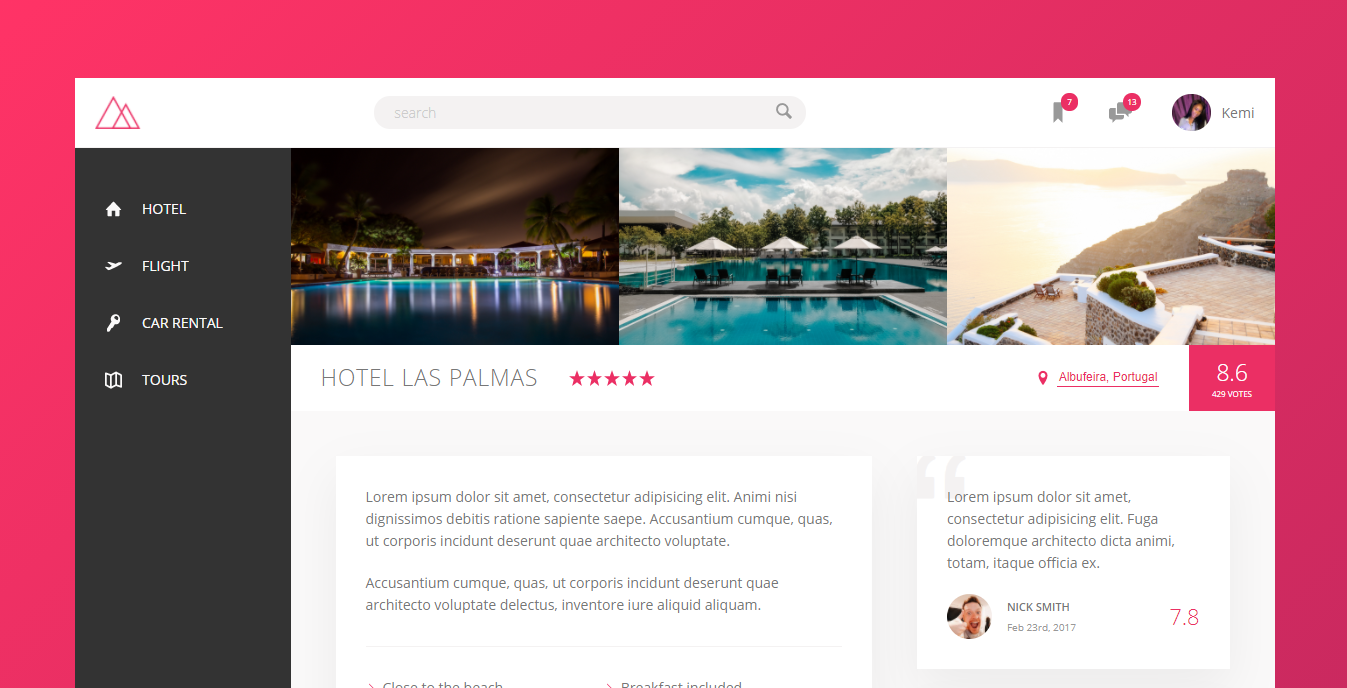 search
7
13
Kemi
HOTEL
FLIGHT
CAR RENTAL
TOURS
HOTEL LAS PALMAS
Albufeira, Portugal
8.6
429 VOTES
Lorem ipsum dolor sit amet, consectetur adipisicing elit. Animi nisi
dignissimos debitis ratione sapiente saepe. Accusantium cumque, quas,
ut corporis incidunt deserunt quae architecto voluptate.
Accusantium cumque, quas, ut corporis incidunt deserunt quae
architecto voluptate delectus, inventore iure aliquid aliquam.
Close to the beach
Breakfast included
“
Lorem ipsum dolor sit amet,
consectetur adipisicing elit. Fuga
doloremque architecto dicta animi,
totam, itaque officia ex.
NICK SMITH
Feb 23rd, 2017
7.8